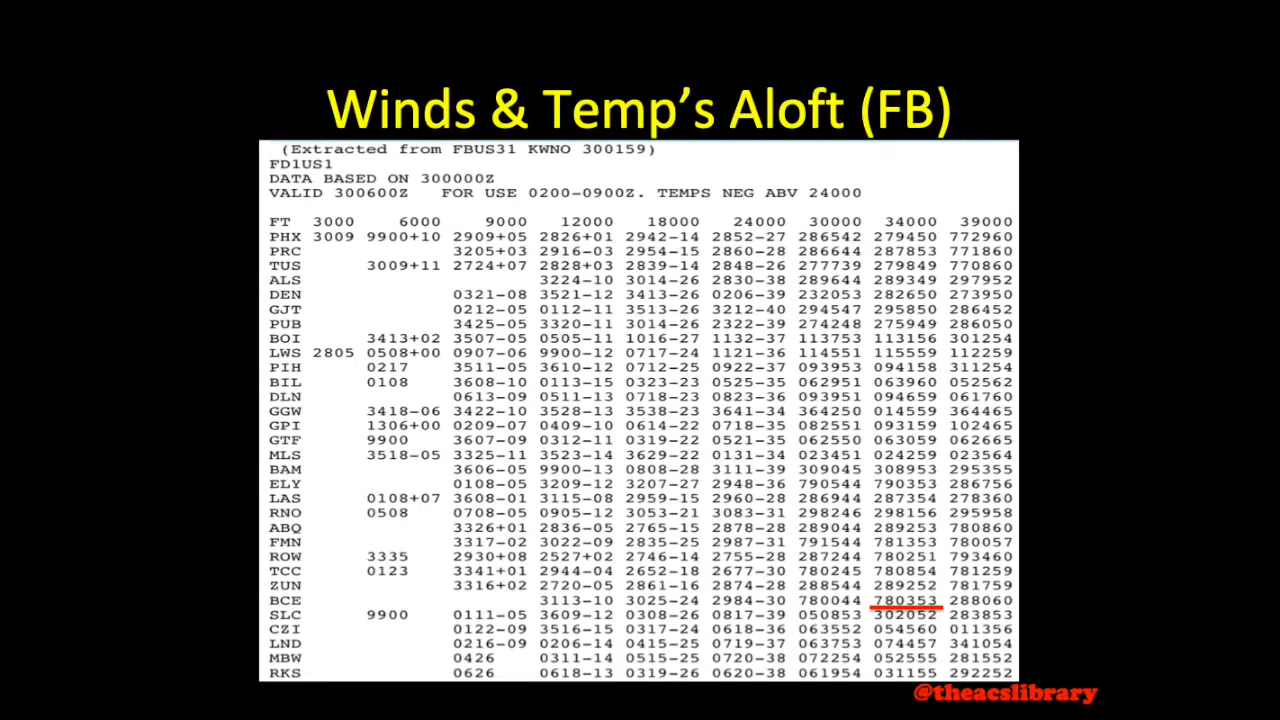 Winds & Temp's Aloft (FB)
(Extracted from FBUS31 KWNO 300159)
FD1US1
DATA BASED ON 300000Z
VALID 300600Z FOR USE 0200-0900Z. TEMPS NEG ABV 24000
FT 3000 6000 9000 12000 18000 24000 30000 34000 39000
PHX 3009 9900+10 2909+05 2826+01 2942-14 2852-27 286542 279450 772960
PRC 3205+03 2916-03 2954-15 2860-28 286644 287853 771860
TUS 3009+11 2724+07 2828+03 2839-14 2848-26 277739 279849 770860
ALS 3224-10 3014-26 2830-38 289644 289349 297952
DEN 0321-08 3521-12 3413-26 0206-39 232053 282650 273950
GJT 0212-05 0112-11 3513-26 3212-40 294547 295850 286452
PUB 3425-05 3320-11 3014-26 2322-39 274248 275949 286050
BOI 3413+02 3507-05 0505-11 1016-27 1132-37 113753 113156 301254
LWS 2805 0508+00 0907-06 9900-12 0717-24 1121-36 114551 115559 112259
PIH 0217 3511-05 3610-12 0712-25 0922-37 093953 094158 311254
BIL 0108 3608-10 0113-15 0323-23 0525-35 062951 063960 052562
DLN 0613-09 0511-13 0718-23 0823-36 093951 094659 061760
GGW 3418-06 3422-10 3528-13 3538-23 3641-34 364250 014559 364465
GPI 1306+00 0209-07 0409-10 0614-22 0718-35 082551 093159 102465
GTF 9900 3607-09 0312-11 0319-22 0521-35 062550 063059 062665
MLS 3518-05 3325-11 3523-14 3629-22 0131-34 023451 024259 023564
BAM 3606-05 9900-13 0808-28 3111-39 309045 308953 295355
ELY 0108-05 3209-12 3207-27 2948-36 790544 790353 286756
LAS 0108+07 3608-01 3115-08 2959-15 2960-28 286944 287354 278360
RNO 0508 0708-05 0905-12 3053-21 3083-31 298246 298156 295958
ABQ 3326+01 2836-05 2765-15 2878-28 289044 289253 780860
FMN 3317-02 3022-09 2835-25 2987-31 791544 781353 780057
ROW 3335 2930+08 2527+02 2746-14 2755-28 287244 780251 793460
TCC 0123 3341+01 2944-04 2652-18 2677-30 780245 780854 781259
ZUN 3316+02 2720-05 2861-16 2874-28 288544 289252 781759
BCE 3113-10 3025-24 2984-30 780044 780353 288060
SLC 9900 0111-05 3609-12 0308-26 0817-39 050853 302052 283853
CZI 0122-09 3516-15 0317-24 0618-36 063552 054560 011356
LND 0216-09 0206-14 0415-25 0719-37 063753 074457 341054
MBW 0426 0311-14 0515-25 0720-38 072254 052555 281552
RKS 0626 0618-13 0319-26 0620-38 061954 031155 292252
@theacslibrary